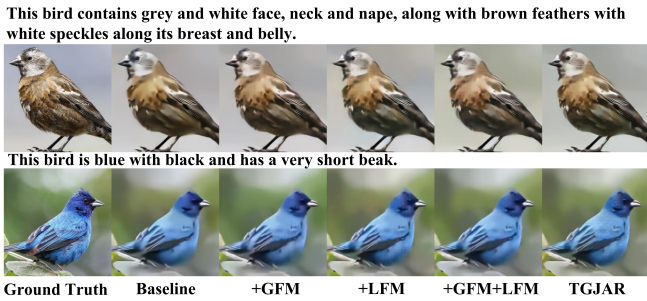 This bird contains grey and white face, neck and nape, along with brown feathers with
white speckles along its breast and belly.
This bird is blue with black and has a very short beak.
Ground Truth Baseline +GFM +LFM +GFM+LFM TGJAR